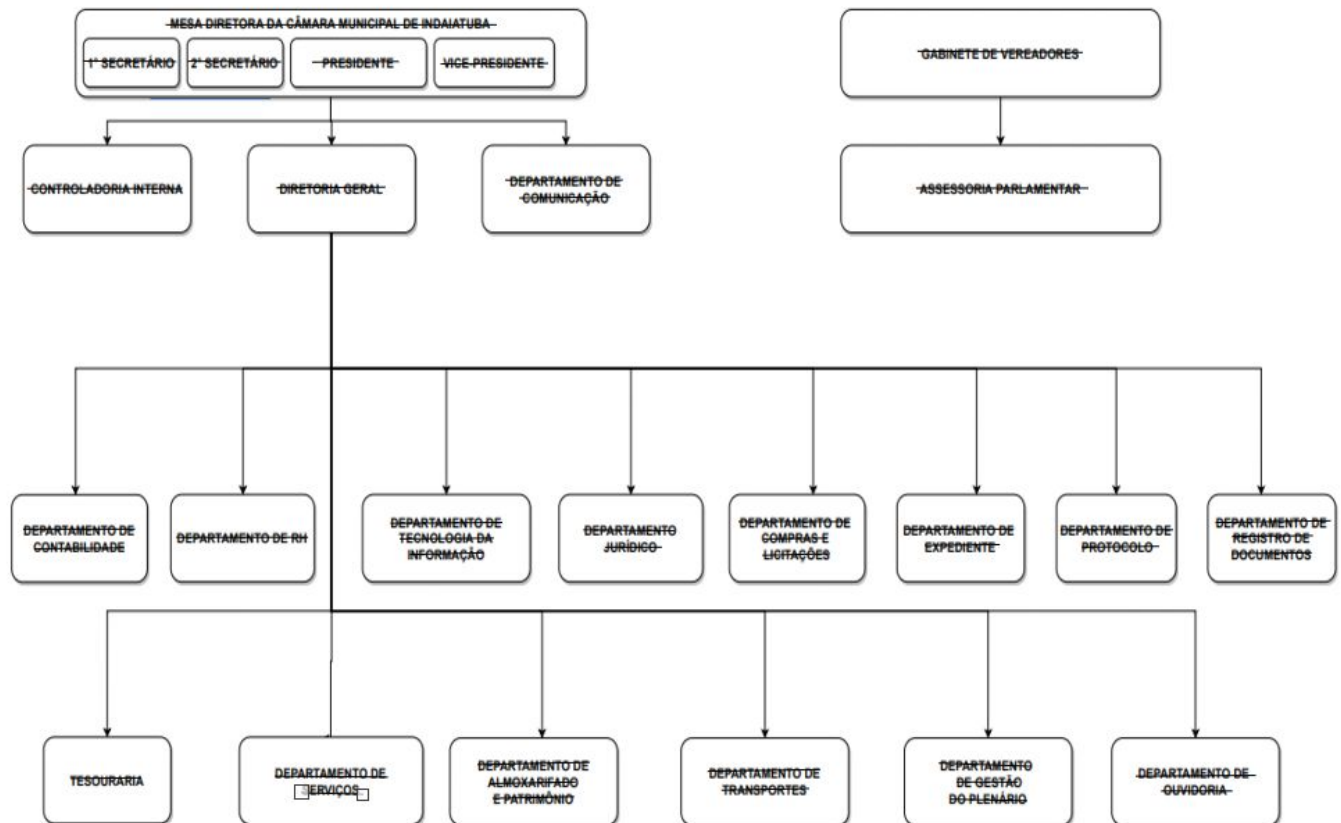 MESA DIRETORA DA CÂMARA MUNICIPAL DE INDAIATUBA
1° SECRETÁRIO
2° SECRETÁRIO
PRESIDENTE
VICE-PRESIDENTE
GABINETE DE VEREADORES
CONTROLADORIA INTERNA
DIRETORIA GERAL
DEPARTAMENTO DE
COMUNICAÇÃO
ASSESSORIA PARLAMENTAR
DEPARTAMENTO DE
CONTABILIDADE
DEPARTAMENTO DE RH
DEPARTAMENTO DE
TECNOLOGIA DA
INFORMAÇÃO
DEPARTAMENTO
JURÍDICO
DEPARTAMENTO DE
COMPRAS E
LICITAÇÕES
DEPARTAMENTO DE
EXPEDIENTE
DEPARTAMENTO DE
PROTOCOLO
DEPARTAMENTO DE
REGISTRO DE
DOCUMENTOS
TESOURARIA
DEPARTAMENTO DE
SERVIÇOS
DEPARTAMENTO DE
ALMOXARIFADO
E PATRIMÔNIO
DEPARTAMENTO DE
TRANSPORTES
DEPARTAMENTO
DE GESTÃO
DO PLENÁRIO
DEPARTAMENTO DE
OUVIDORIA